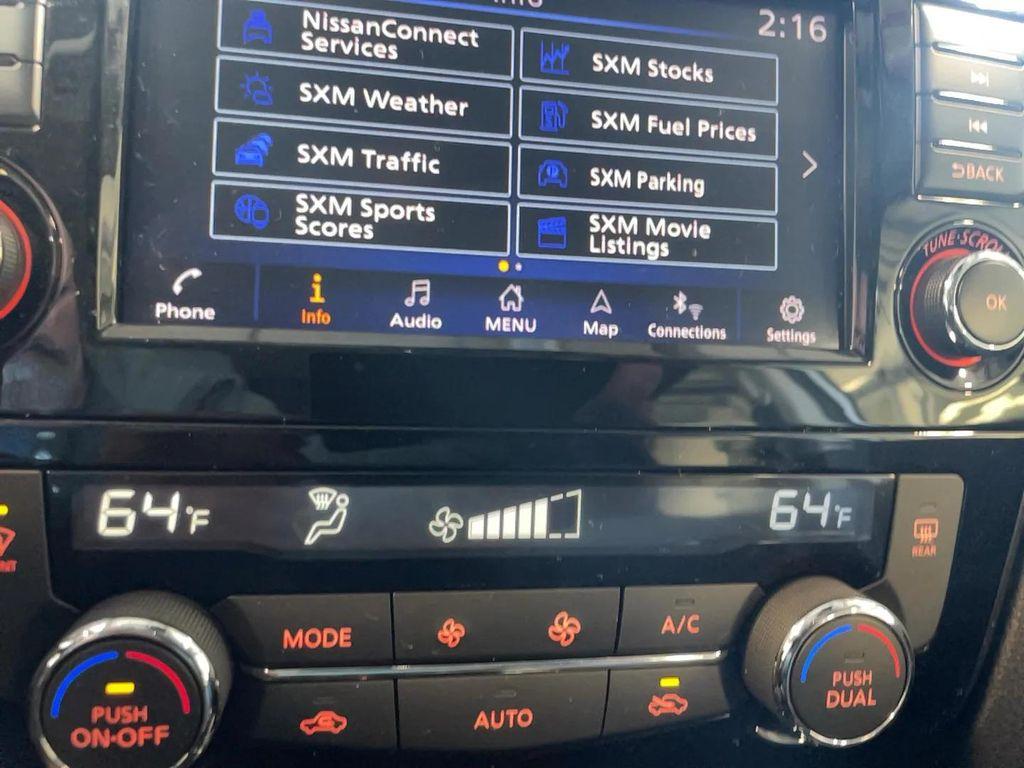 2:16
NissanConnect
Services
SXM Stocks
SXM Weather
SXM Fuel Prices
SXM Traffic
SXM Parking
SXM Sports
Scores
SXM Movie
Listings
BACK
TUNE·SCROLL
OK
Phone
Info
Audio
MENU
Map
Connections
Settings
64°F
64°F
REAR
MODE
A/C
PUSH
ON·OFF
AUTO
PUSH
DUAL